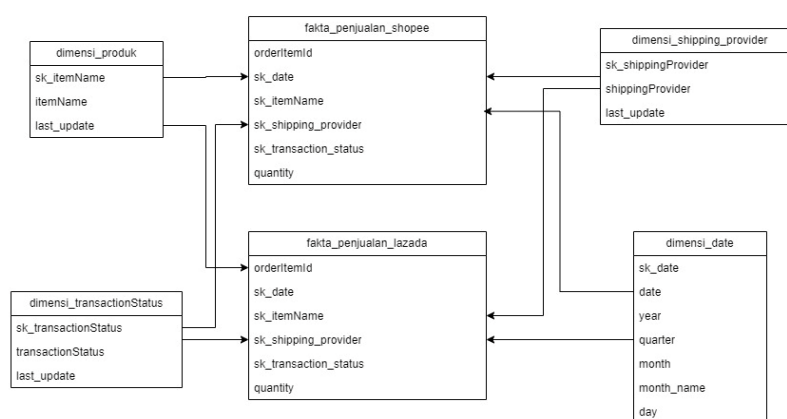 dimensi_produk
sk_itemName
itemName
last_update
fakta_penjualan_shopee
orderItemId
sk_date
sk_itemName
sk_shipping_provider
sk_transaction_status
quantity
dimensi_shipping_provider
sk_shippingProvider
shippingProvider
last_update
dimensi_transactionStatus
sk_transactionStatus
transactionStatus
last_update
fakta_penjualan_lazada
orderItemId
sk_date
sk_itemName
sk_shipping_provider
sk_transaction_status
quantity
dimensi_date
sk_date
date
year
quarter
month
month_name
day